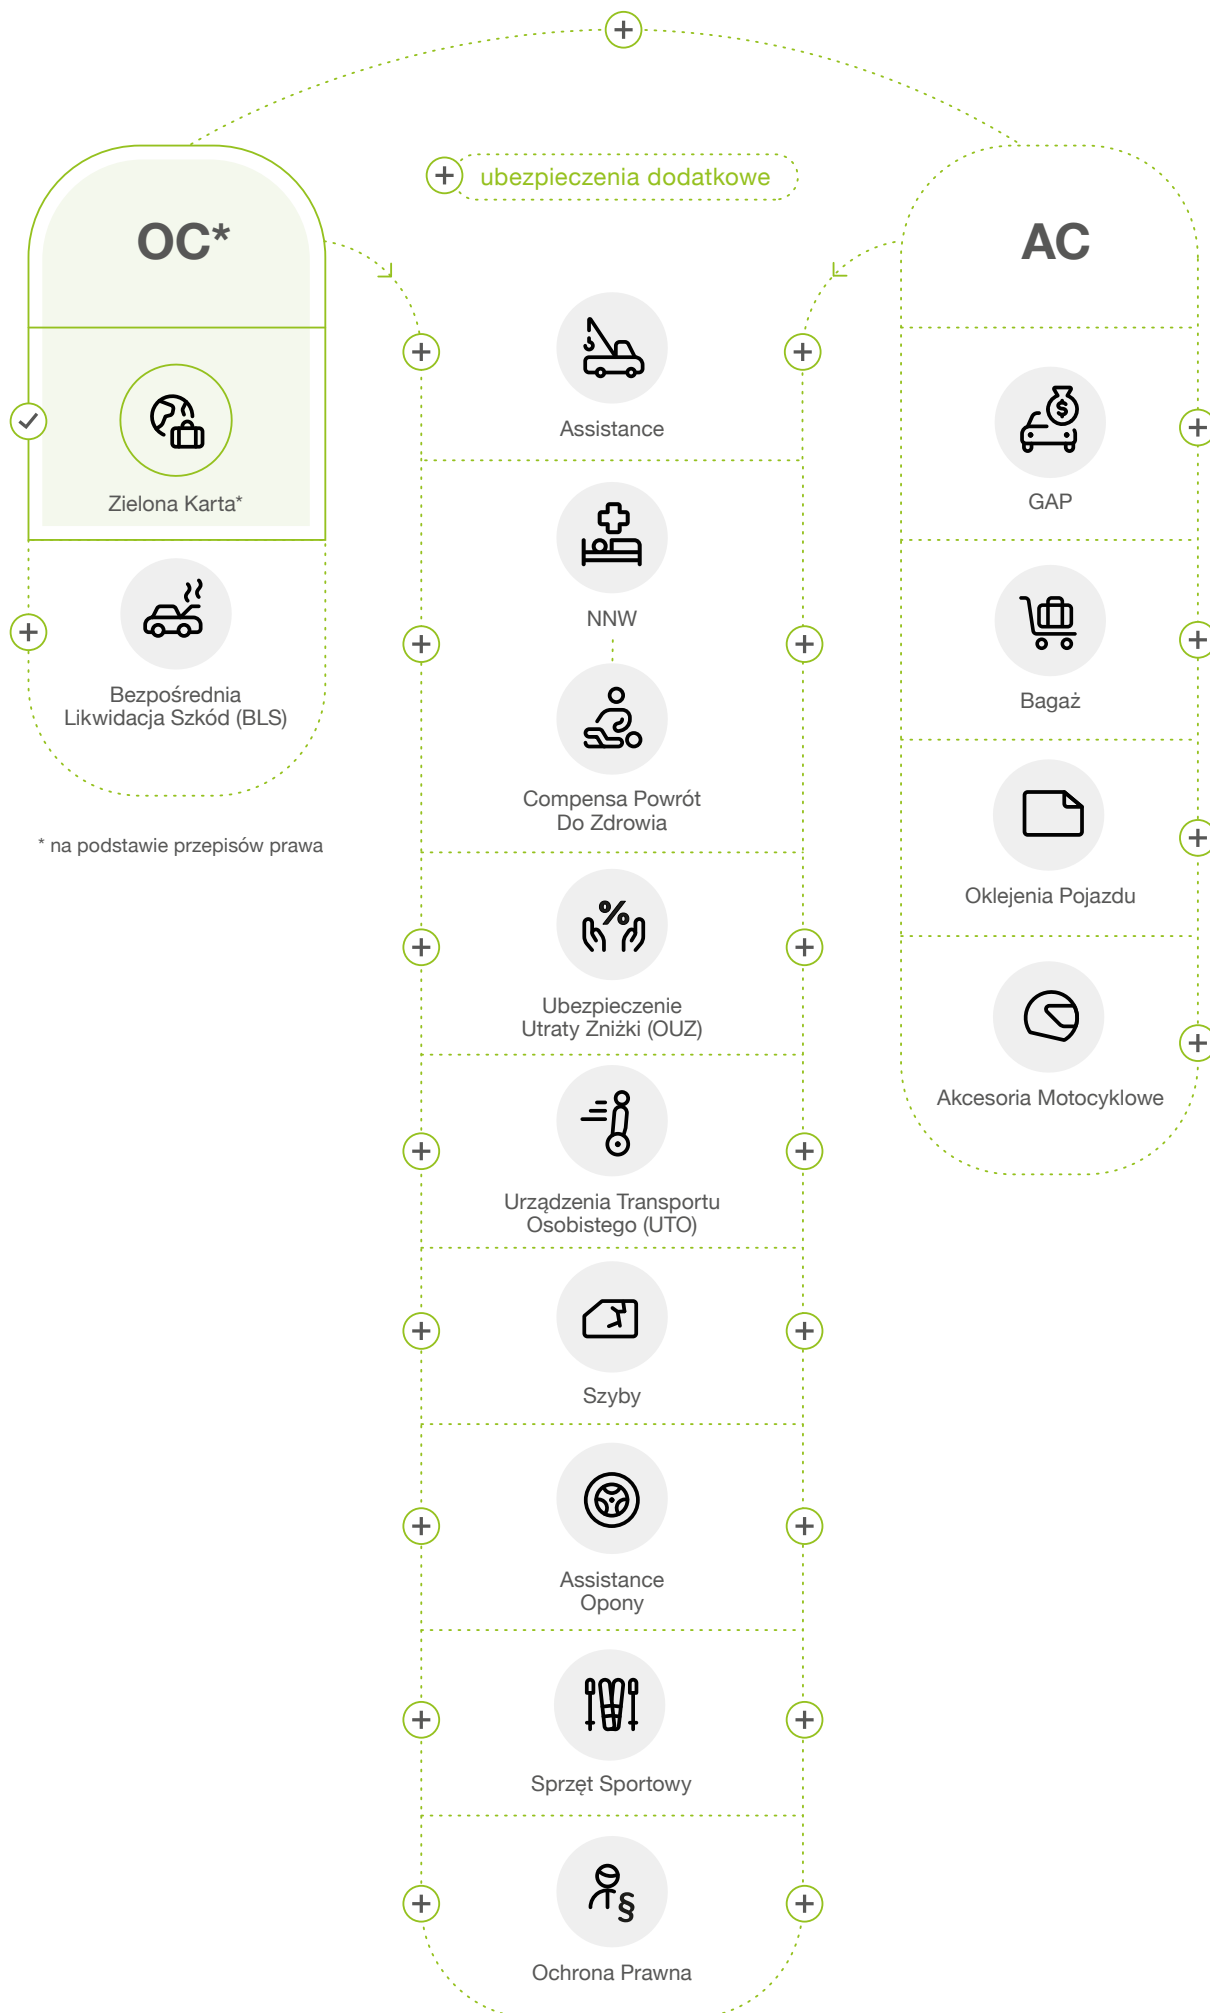 ubezpieczenia dodatkowe
OC*
Zielona Karta*
Bezpośrednia
Likwidacja Szkód (BLS)
* na podstawie przepisów prawa
Assistance
NNW
Compensa Powrót
Do Zdrowia
Ubezpieczenie
Utraty Zniżki (OUZ)
Urządzenia Transportu
Osobistego (UTO)
Szyby
Assistance
Opony
Sprzęt Sportowy
Ochrona Prawna
AC
GAP
Bagaż
Oklejenia Pojazdu
Akcesoria Motocyklowe